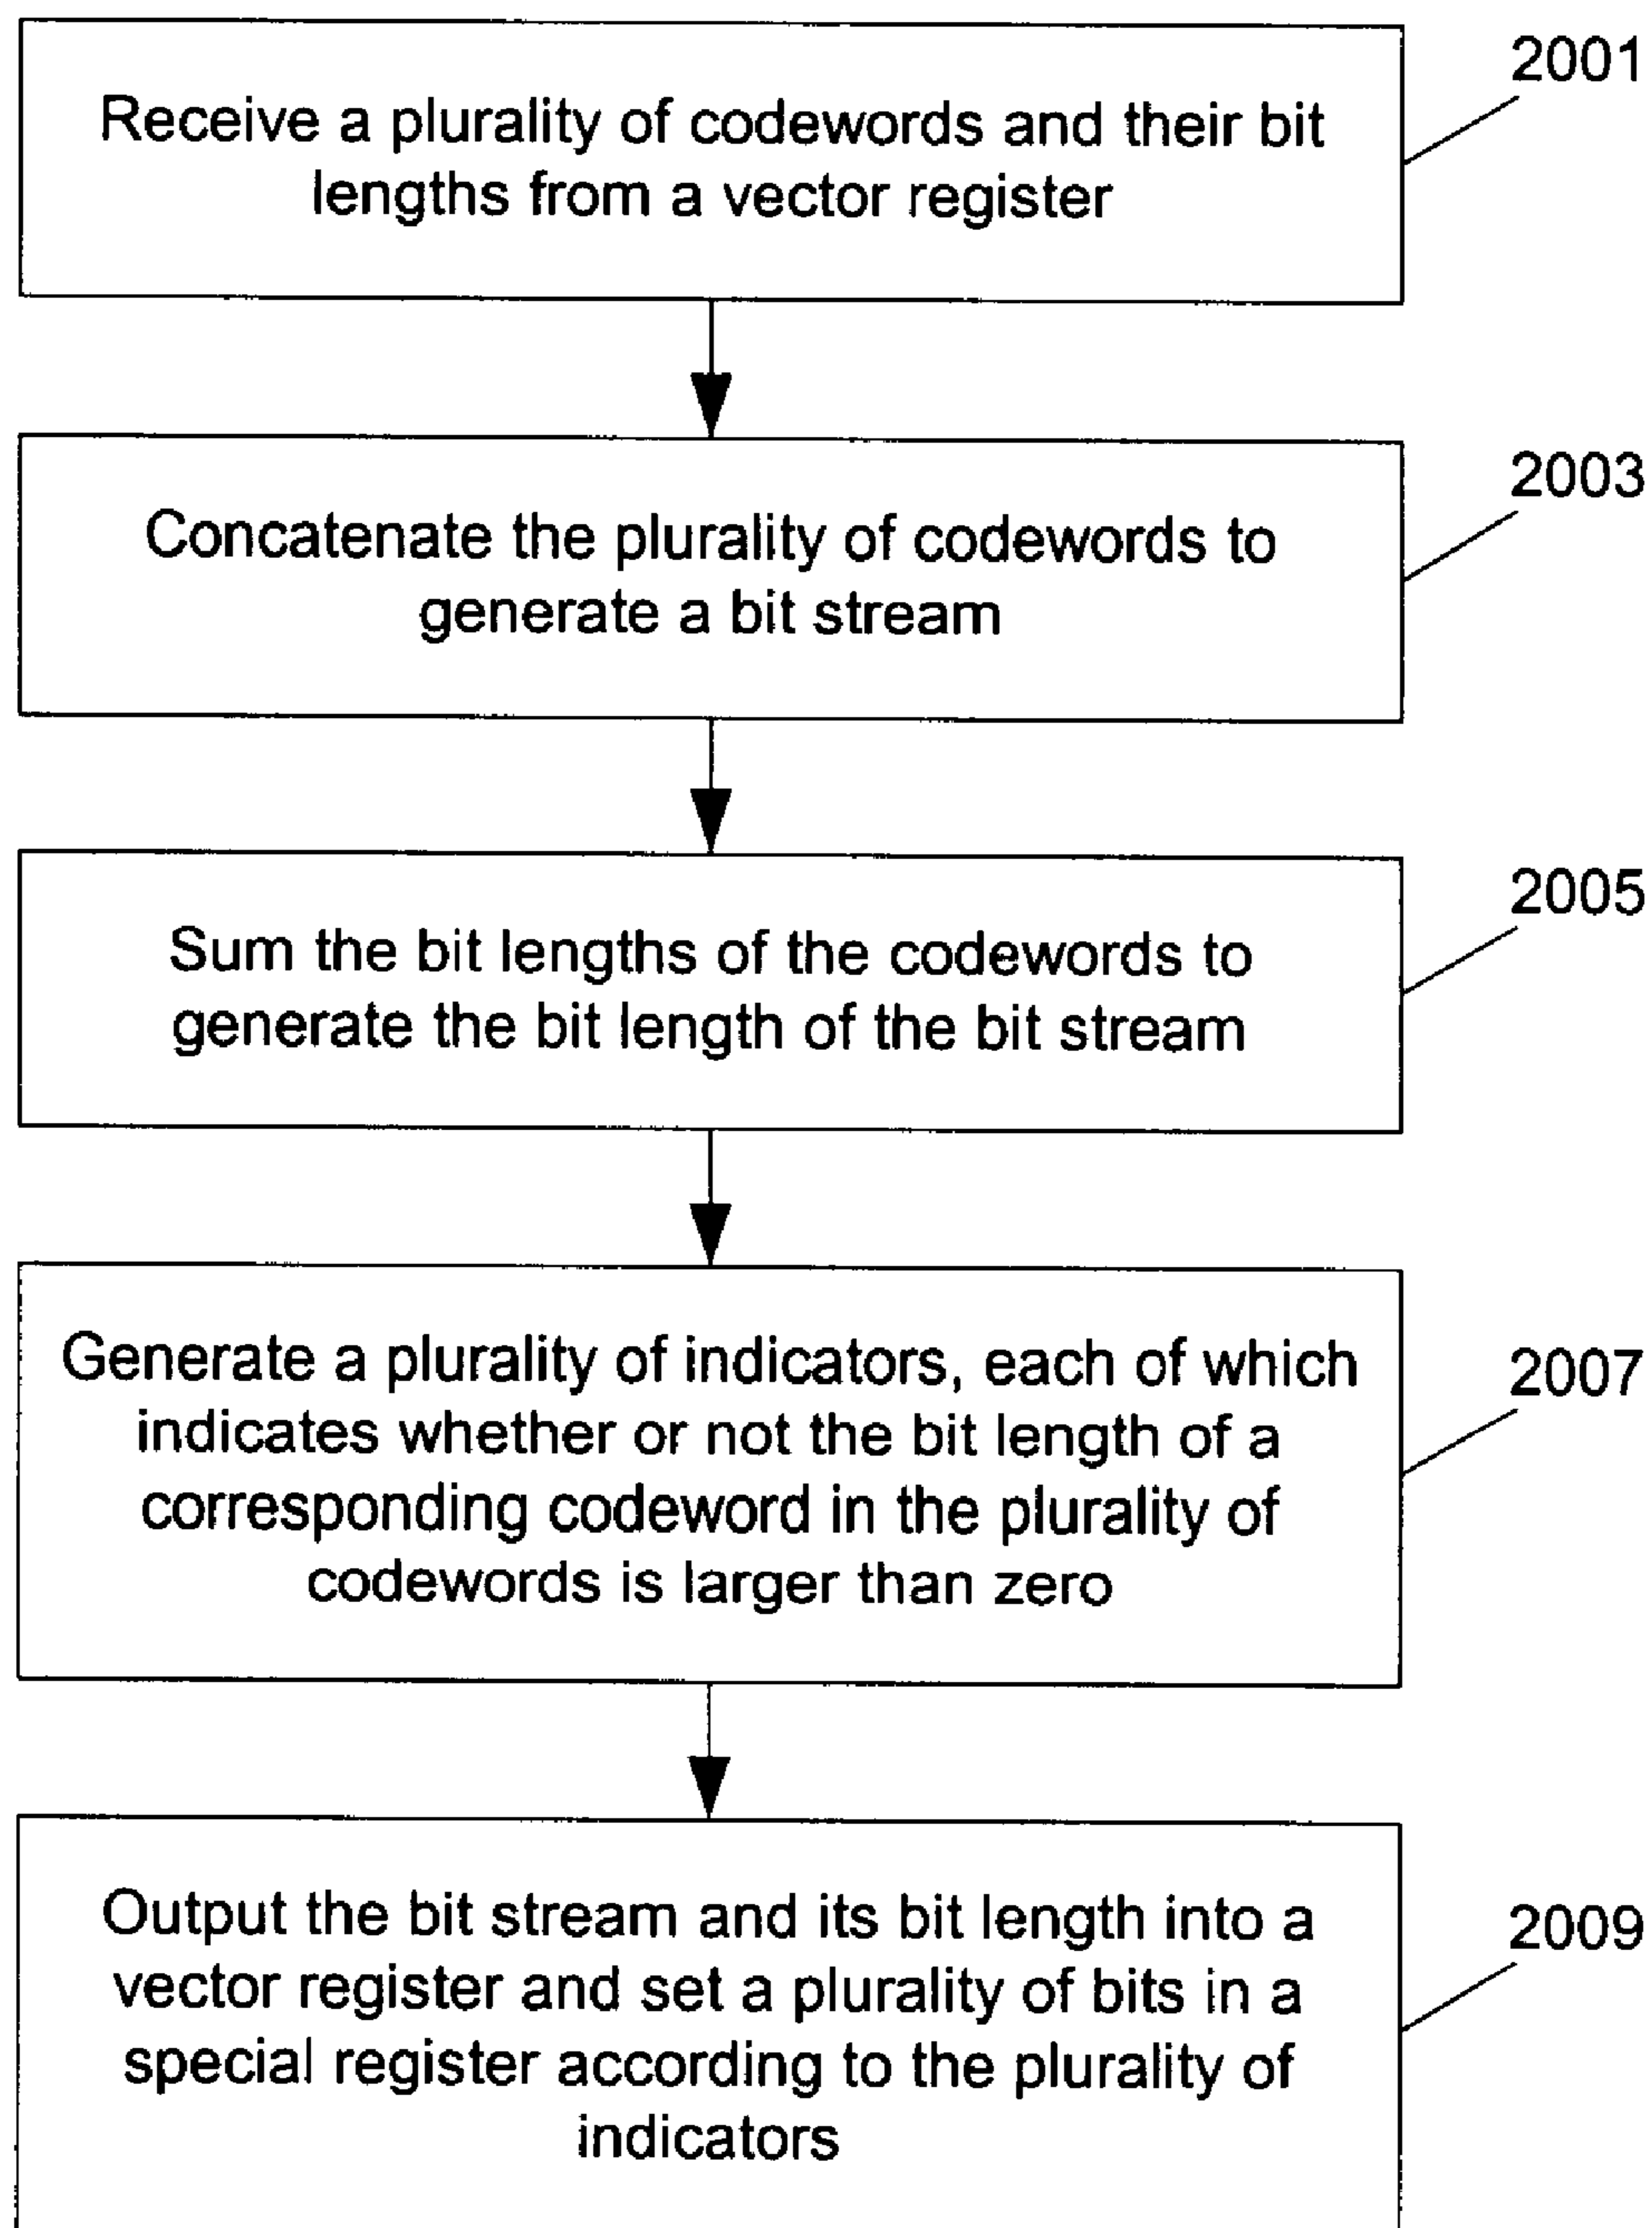 2001
Receive a plurality of codewords and their bit
lengths from a vector register
2003
Concatenate the plurality of codewords to
generate a bit stream
2005
Sum the bit lengths of the codewords to
generate the bit length of the bit stream
2007
Generate a plurality of indicators, each of which
indicates whether or not the bit length of a
corresponding codeword in the plurality of
codewords is larger than zero
2009
Output the bit stream and its bit length into a
vector register and set a plurality of bits in a
special register according to the plurality of
indicators